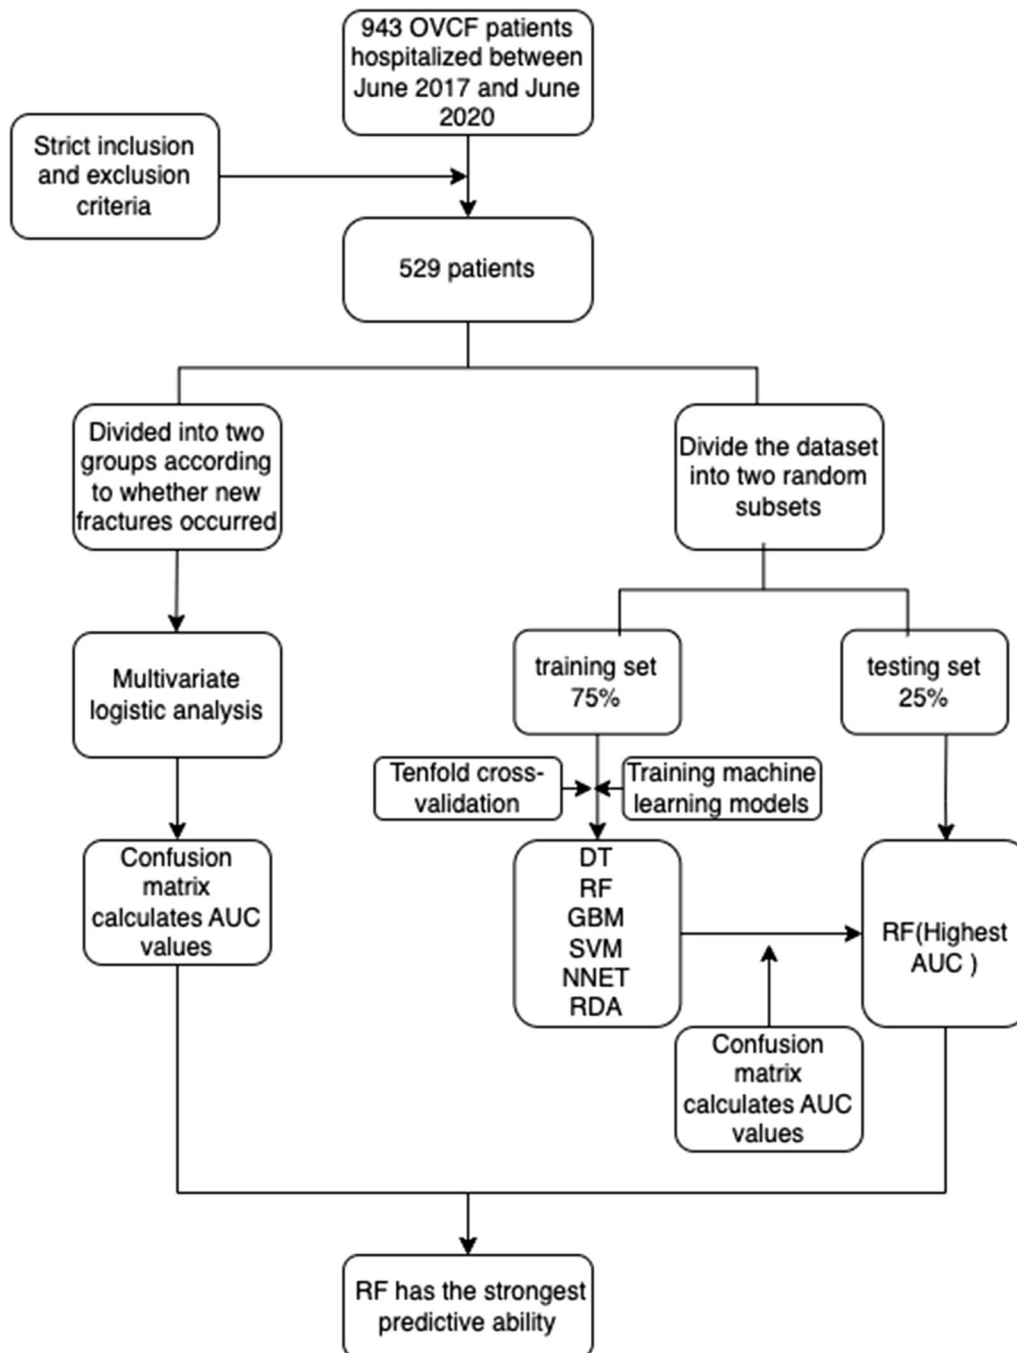 943 OVCF patients
hospitalized between
June 2017 and June
2020
Strict inclusion
and exclusion
criteria
529 patients
Divided into two
groups according
to whether new
fractures occurred
Divide the dataset
into two random
subsets
Multivariate
logistic analysis
training set
75%
testing set
25%
Tenfold cross-
validation
Training machine
learning models
Confusion
matrix
calculates AUC
values
DT
RF
GBM
SVM
NNET
RDA
RF(Highest
AUC )
Confusion
matrix
calculates AUC
values
RF has the strongest
predictive ability